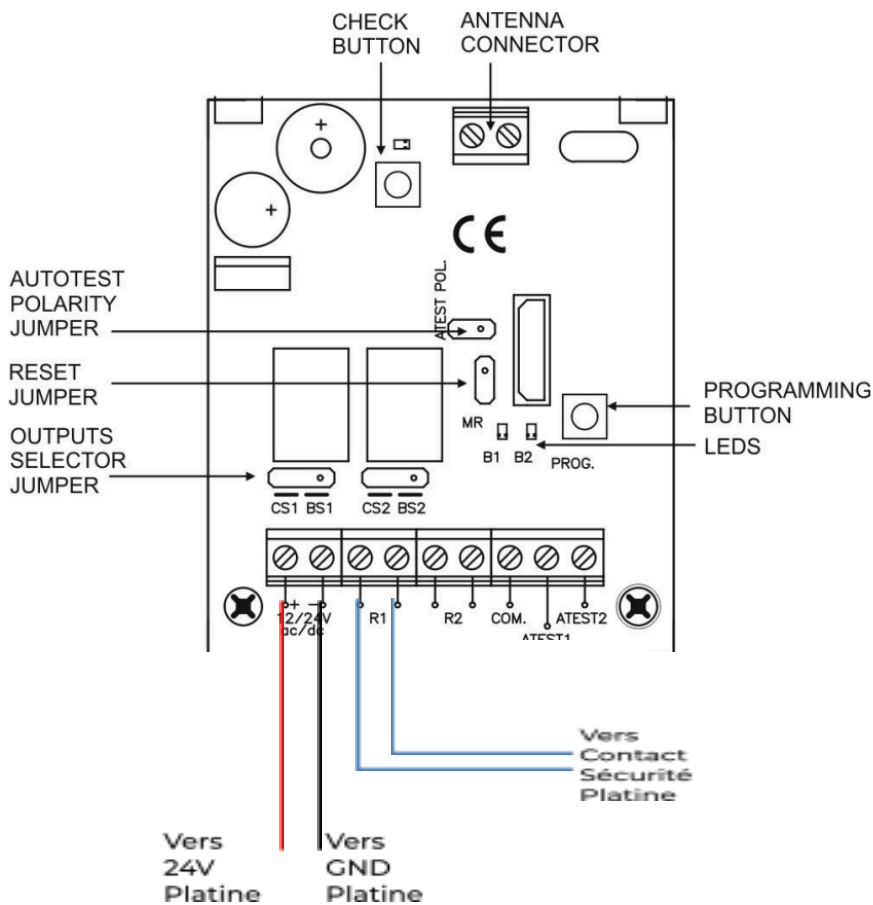 CHECK
BUTTON
ANTENNA
CONNECTOR
+
+
CE
ATEST POL.
AUTOTEST
POLARITY
JUMPER
RESET
JUMPER
MR
PROGRAMMING
BUTTON
OUTPUTS
SELECTOR
JUMPER
B1 B2
PROG.
LEDS
CS1 BS1
CS2 BS2
+ −
12/24V
ac/dc
R1
R2
COM.
ATEST1
ATEST2
Vers
Contact
Sécurité
Platine
Vers
24V
Platine
Vers
GND
Platine